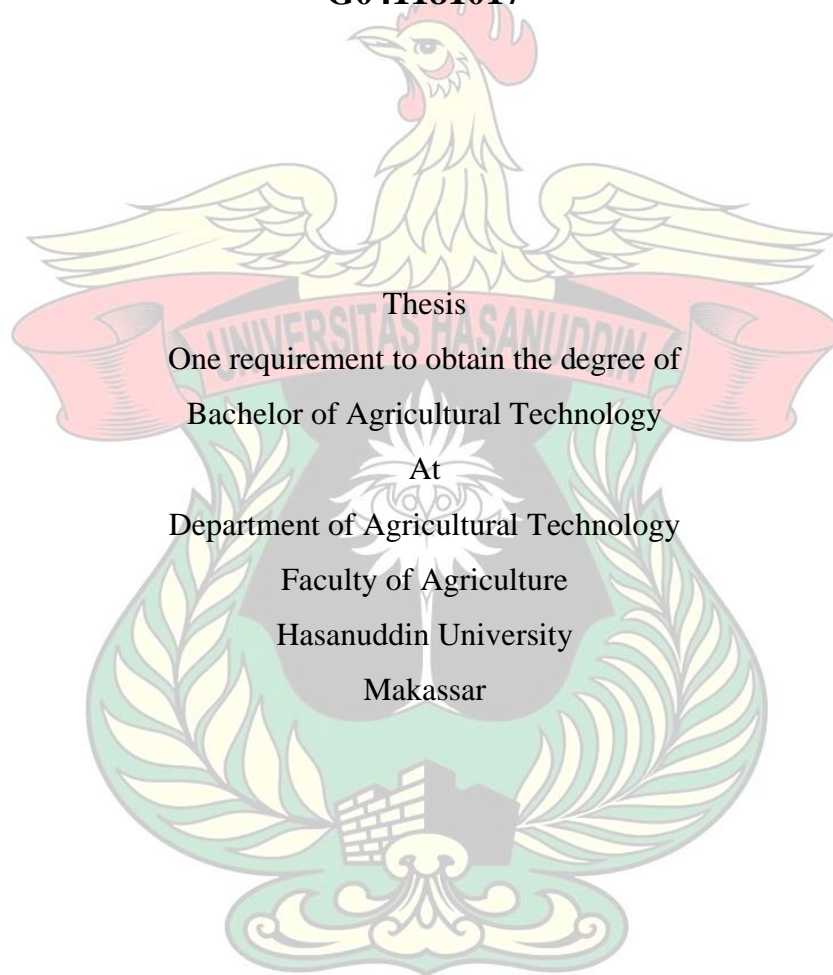 Thesis
UNIVERSITAS HASANUDDIN
One requirement to obtain the degree of
Bachelor of Agricultural Technology
At
Department of Agricultural Technology
Faculty of Agriculture
Hasanuddin University
Makassar